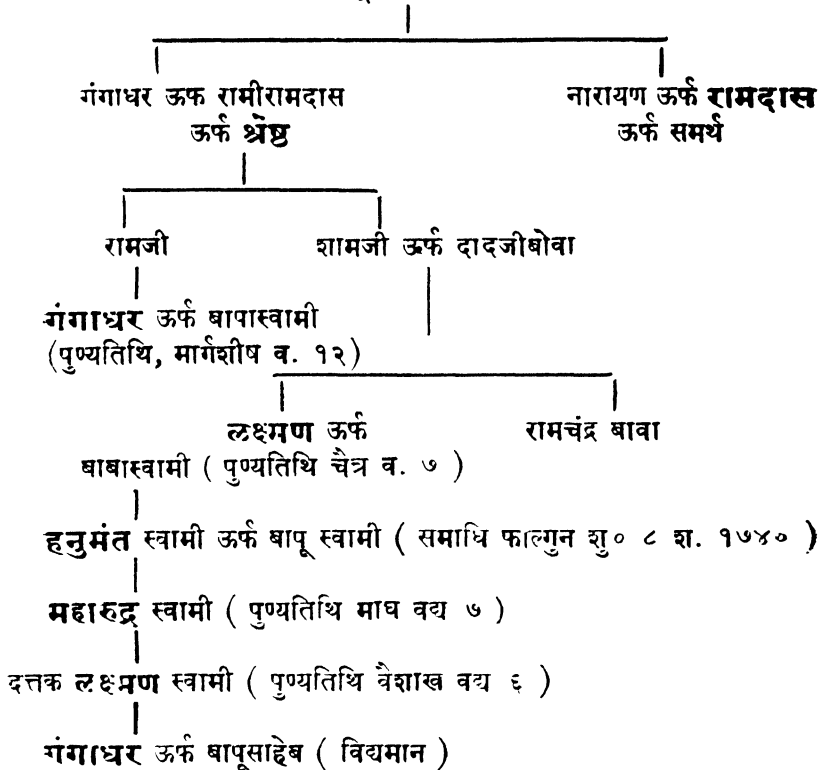 गंगाधर ऊफ रामीरामदास
ऊर्फ श्रेष्ठ
नारायण ऊर्फ रामदास
ऊर्फ समर्थ
रामजी
शामजी ऊर्फ दादजीबोवा
गंगाधर ऊर्फ बापास्वामी
(पुण्यतिथि, मार्गशीष व. १२)
लक्ष्मण ऊर्फ
रामचंद्र बावा
बाबास्वामी ( पुण्यतिथि चैत्र व. ७ )
हनुमंत स्वामी ऊर्फ बापू स्वामी ( समाधि फाल्गुन शु० ८ श. १७४० )
महारुद्र स्वामी ( पुण्यतिथि माघ वद्य ७ )
दत्तक लक्ष्मण स्वामी ( पुण्यतिथि वैशाख वद्य ६ )
गंगाधर ऊर्फ बापूसाहेब ( विद्यमान )